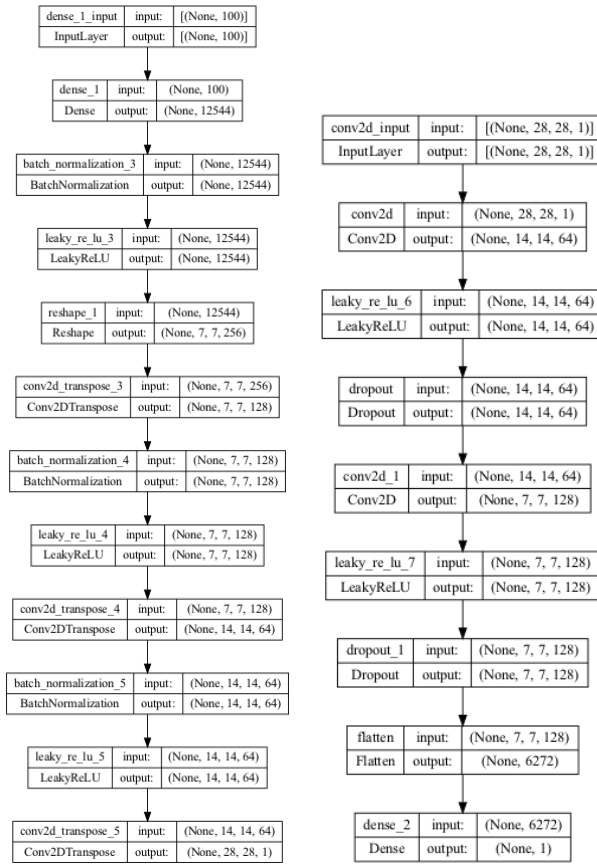 dense_1_input input: [(None, 100)]
InputLayer output: [(None, 100)]
dense_1 input: (None, 100)
Dense output: (None, 12544)
batch_normalization_3 input: (None, 12544)
BatchNormalization output: (None, 12544)
leaky_re_lu_3 input: (None, 12544)
LeakyReLU output: (None, 12544)
reshape_1 input: (None, 12544)
Reshape output: (None, 7, 7, 256)
conv2d_transpose_3 input: (None, 7, 7, 256)
Conv2DTranspose output: (None, 7, 7, 128)
batch_normalization_4 input: (None, 7, 7, 128)
BatchNormalization output: (None, 7, 7, 128)
leaky_re_lu_4 input: (None, 7, 7, 128)
LeakyReLU output: (None, 7, 7, 128)
conv2d_transpose_4 input: (None, 7, 7, 128)
Conv2DTranspose output: (None, 14, 14, 64)
batch_normalization_5 input: (None, 14, 14, 64)
BatchNormalization output: (None, 14, 14, 64)
leaky_re_lu_5 input: (None, 14, 14, 64)
LeakyReLU output: (None, 14, 14, 64)
conv2d_transpose_5 input: (None, 14, 14, 64)
Conv2DTranspose output: (None, 28, 28, 1)
conv2d_input input: [(None, 28, 28, 1)]
InputLayer output: [(None, 28, 28, 1)]
conv2d input: (None, 28, 28, 1)
Conv2D output: (None, 14, 14, 64)
leaky_re_lu_6 input: (None, 14, 14, 64)
LeakyReLU output: (None, 14, 14, 64)
dropout input: (None, 14, 14, 64)
Dropout output: (None, 14, 14, 64)
conv2d_1 input: (None, 14, 14, 64)
Conv2D output: (None, 7, 7, 128)
leaky_re_lu_7 input: (None, 7, 7, 128)
LeakyReLU output: (None, 7, 7, 128)
dropout_1 input: (None, 7, 7, 128)
Dropout output: (None, 7, 7, 128)
flatten input: (None, 7, 7, 128)
Flatten output: (None, 6272)
dense_2 input: (None, 6272)
Dense output: (None, 1)